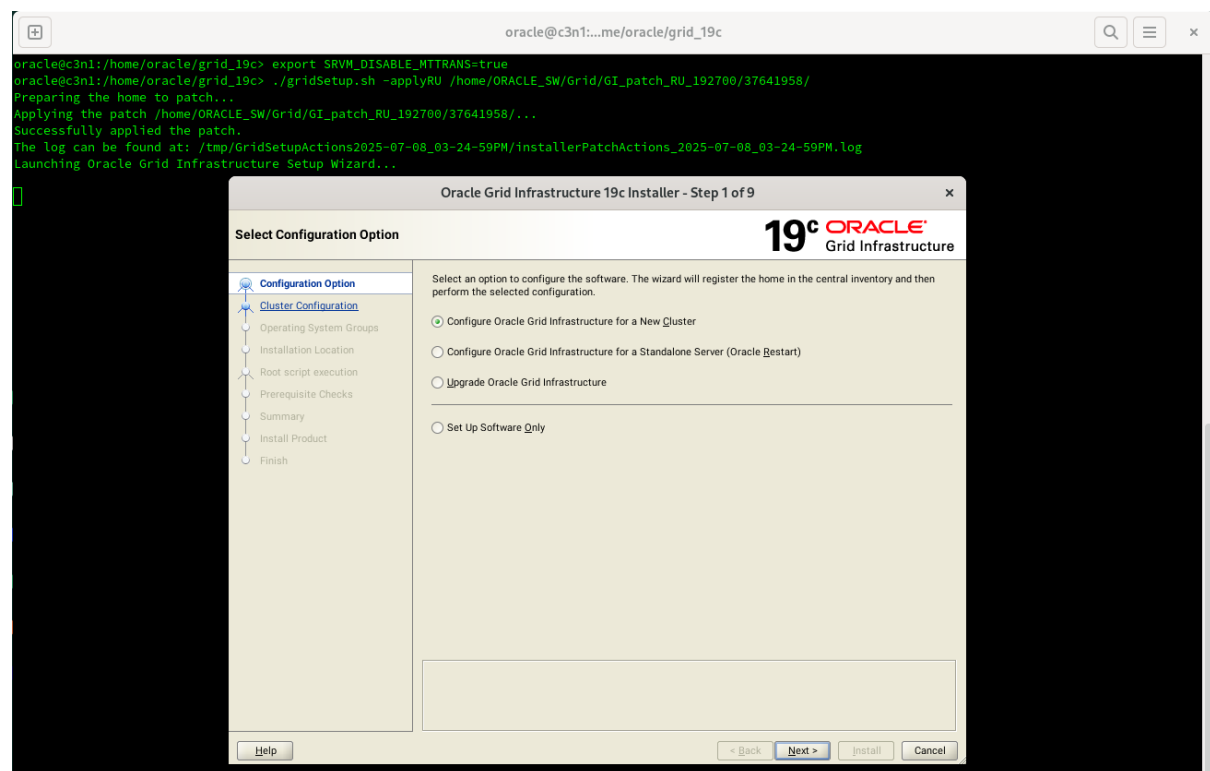 oracle@c3n1:...me/oracle/grid_19c
oracle@c3n1:/home/oracle/grid_19c> export SRVM_DISABLE_MTTRANS=true
oracle@c3n1:/home/oracle/grid_19c> ./gridSetup.sh -applyRU /home/ORACLE_SW/Grid/GI_patch_RU_192700/37641958/
Preparing the home to patch...
Applying the patch /home/ORACLE_SW/Grid/GI_patch_RU_192700/37641958/...
Successfully applied the patch.
The log can be found at: /tmp/GridSetupActions2025-07-08_03-24-59PM/installerPatchActions_2025-07-08_03-24-59PM.log
Launching Oracle Grid Infrastructure Setup Wizard...
Oracle Grid Infrastructure 19c Installer - Step 1 of 9
Select Configuration Option
19c ORACLE
Grid Infrastructure
Configuration Option
Cluster Configuration
Operating System Groups
Installation Location
Root script execution
Prerequisite Checks
Summary
Install Product
Finish
Select an option to configure the software. The wizard will register the home in the central inventory and then
perform the selected configuration.
Configure Oracle Grid Infrastructure for a New Cluster
Configure Oracle Grid Infrastructure for a Standalone Server (Oracle Restart)
Upgrade Oracle Grid Infrastructure
Set Up Software Only
Help
< Back
Next >
Install
Cancel